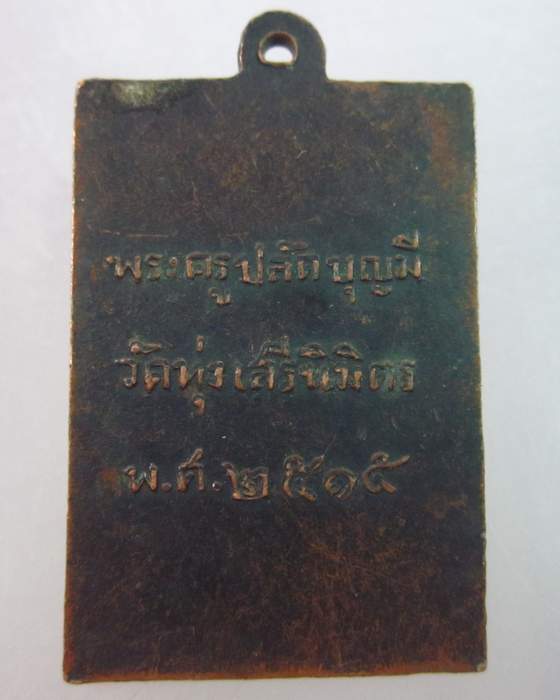 พระครูปลัดบุญมี
วัดทุ่งเสรีนิมิตร
พ.ศ.๒๕๑๕